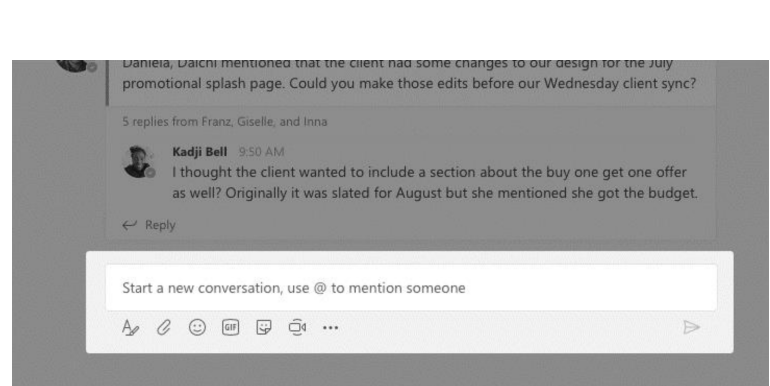 Daniela, Daichi mentioned that the client had some changes to our design for the July
promotional splash page. Could you make those edits before our Wednesday client sync?
5 replies from Franz, Giselle, and Inna
Kadji Bell 9:50 AM
I thought the client wanted to include a section about the buy one get one offer
as well? Originally it was slated for August but she mentioned she got the budget.
Reply
Start a new conversation, use @ to mention someone
GIF